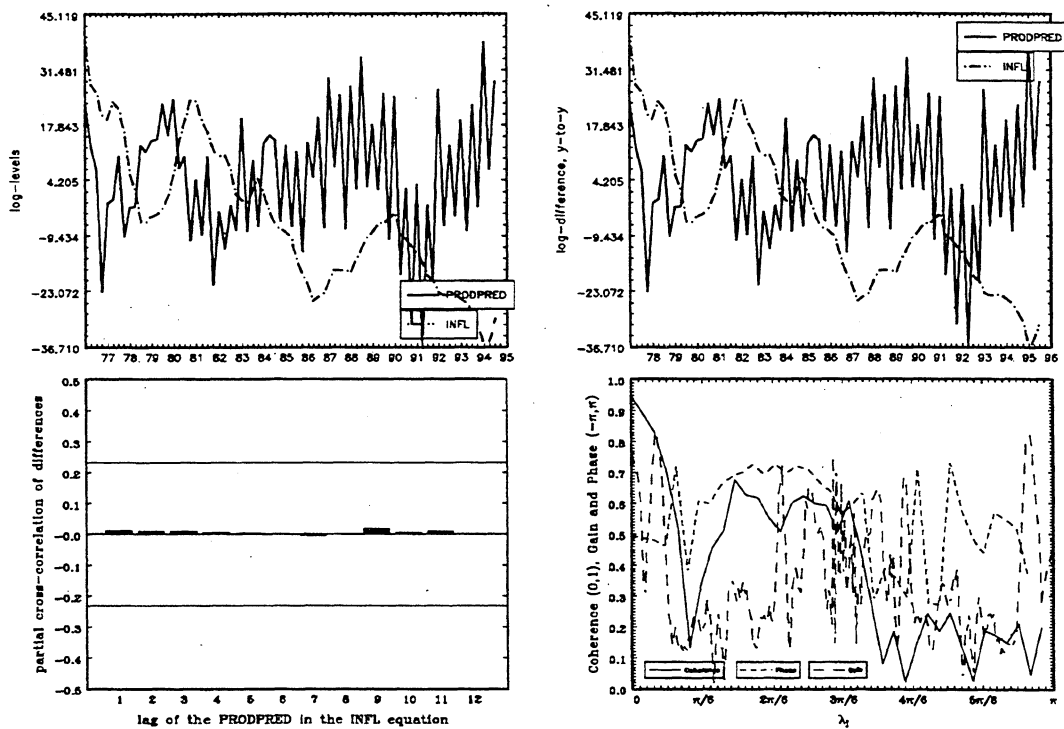 45.119
31.481
17.843
4.205
-9.434
-23.072
-36.710
log-levels
PRODPRED
INFL
77 78 79 80 81 82 83 84 85 86 87 88 89 90 91 92 93 94 95
45.119
31.481
17.843
4.205
-9.434
-23.072
-36.710
log-difference, y-to-y
PRODPRED
INFL
78 79 80 81 82 83 84 85 86 87 88 89 90 91 92 93 94 95 96
0.5
0.4
0.3
0.2
0.1
-0.0
-0.1
-0.2
-0.3
-0.4
-0.5
partial cross-correlation of differences
1 2 3 4 5 6 7 8 9 10 11 12
lag of the PRODPRED in the INFL equation
1.0
0.9
0.8
0.7
0.6
0.5
0.4
0.3
0.2
0.1
0.0
Coherence (0,1), Gain and Phase (-π,π)
Coherence Phase Gain
0 π/6 2π/6 3π/6 4π/6 5π/6 π
λj